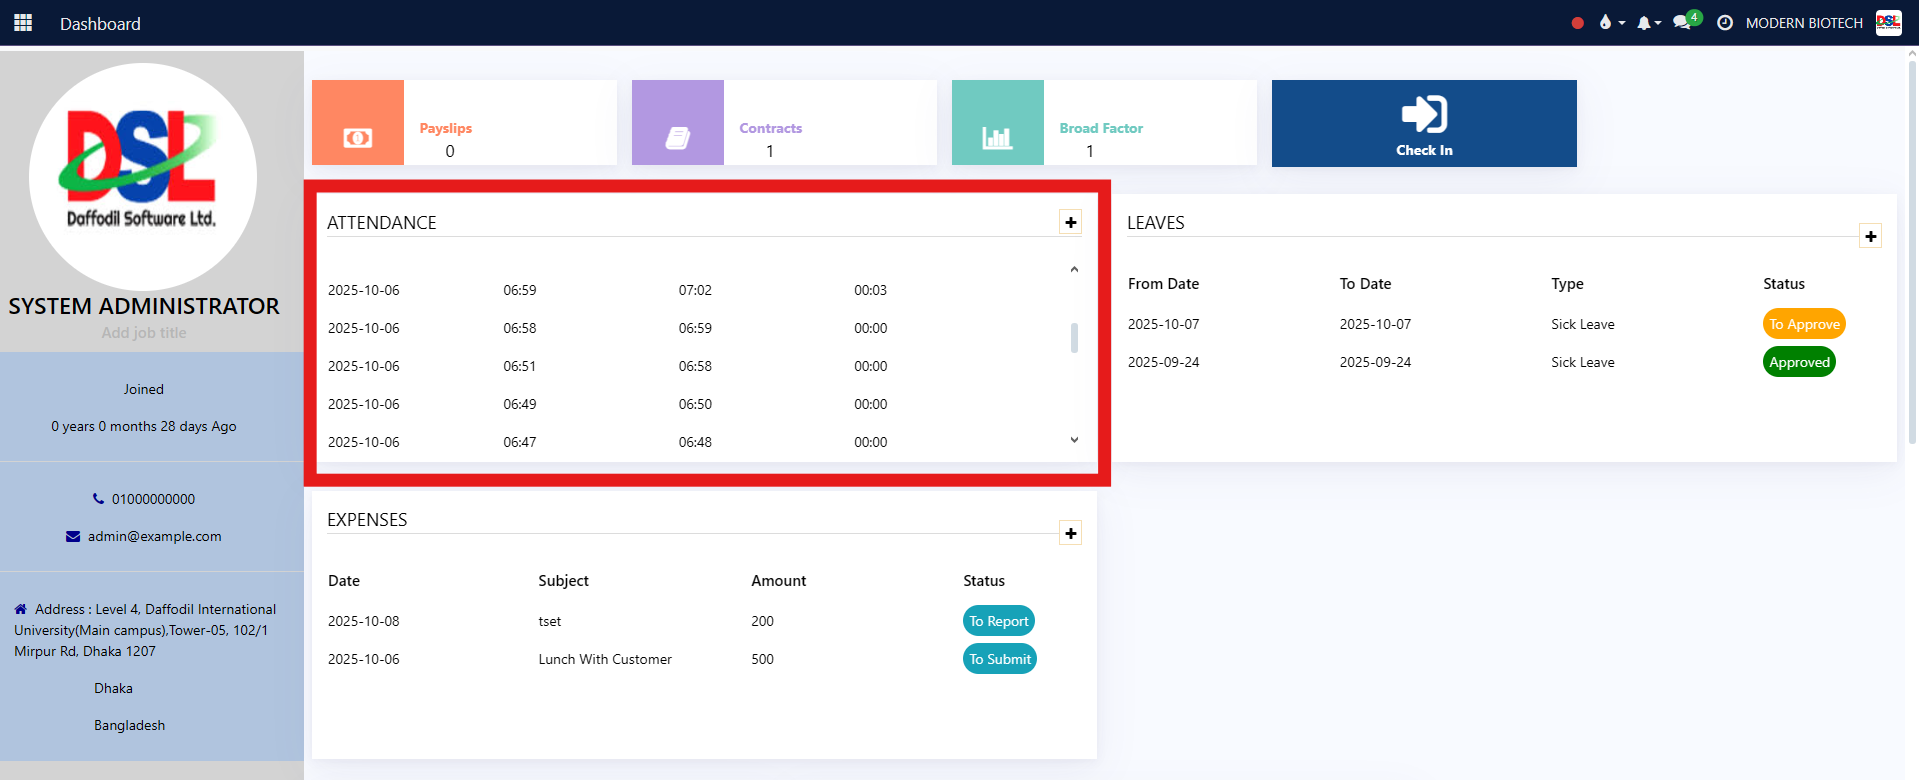 Dashboard
4
MODERN BIOTECH
DSL
DSL
Daffodil Software Ltd.
SYSTEM ADMINISTRATOR
Add job title
Joined
0 years 0 months 28 days Ago
01000000000
admin@example.com
Address : Level 4, Daffodil International
University(Main campus),Tower-05, 102/1
Mirpur Rd, Dhaka 1207
Dhaka
Bangladesh
Payslips
0
Contracts
1
Broad Factor
1
Check In
ATTENDANCE
2025-10-06 06:59 07:02 00:03
2025-10-06 06:58 06:59 00:00
2025-10-06 06:51 06:58 00:00
2025-10-06 06:49 06:50 00:00
2025-10-06 06:47 06:48 00:00
LEAVES
From Date To Date Type Status
2025-10-07 2025-10-07 Sick Leave To Approve
2025-09-24 2025-09-24 Sick Leave Approved
EXPENSES
Date Subject Amount Status
2025-10-08 tset 200 To Report
2025-10-06 Lunch With Customer 500 To Submit